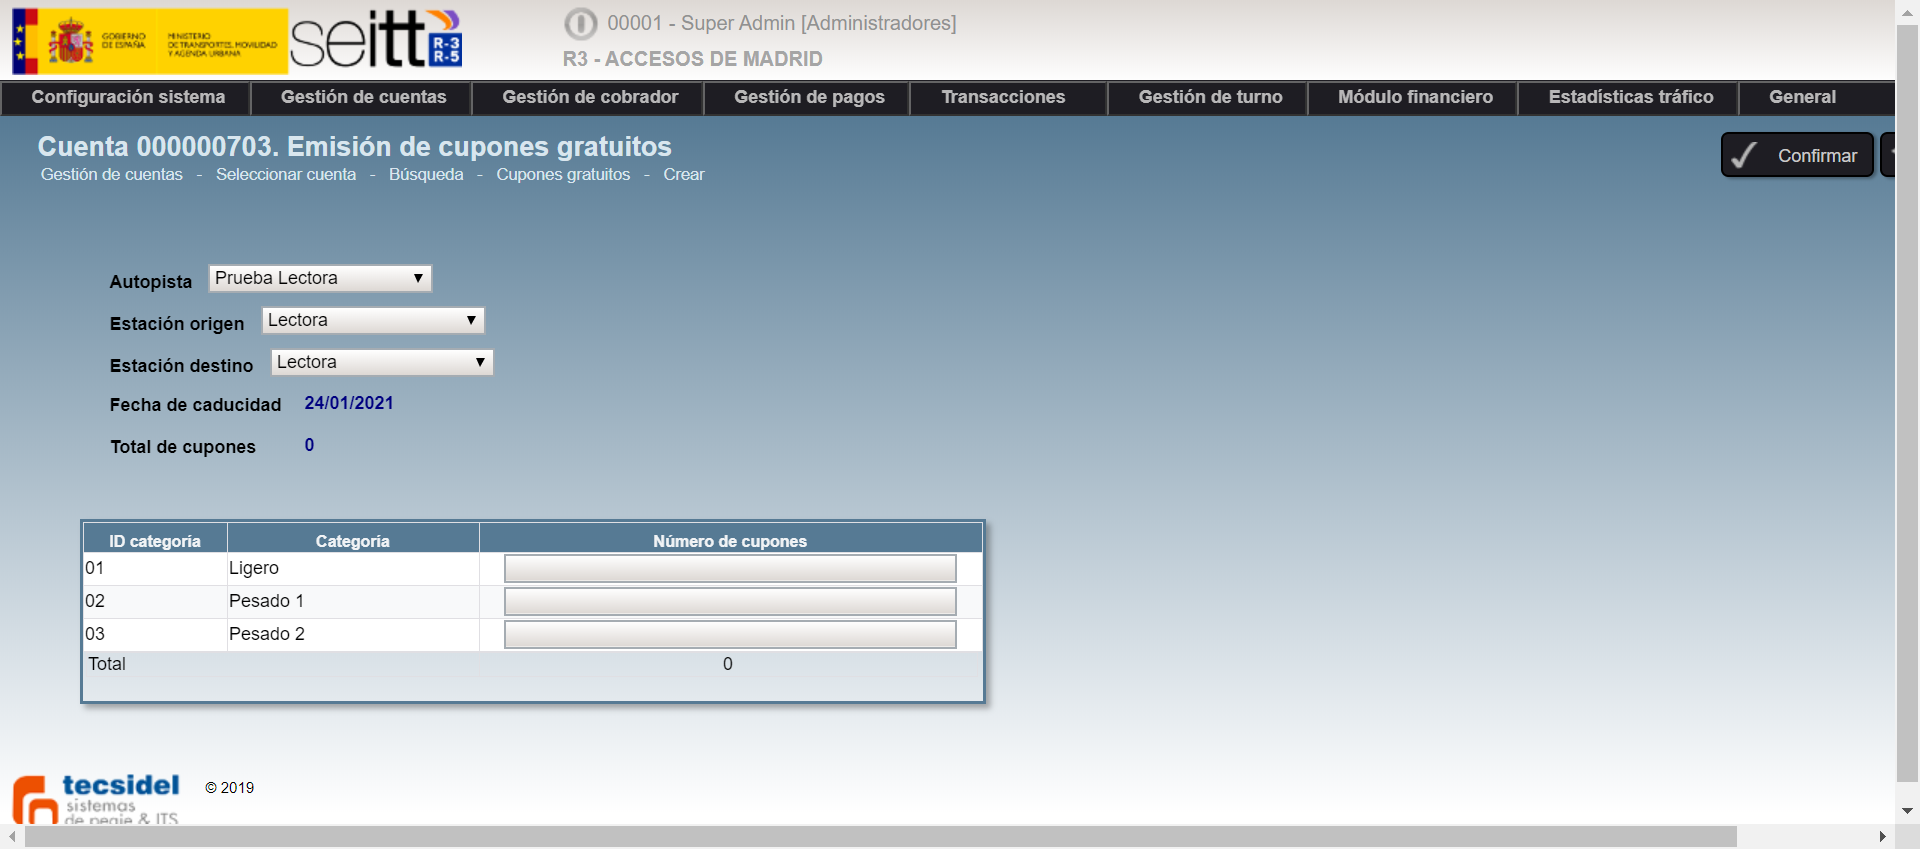 GOBIERNO
DE ESPAÑA
MINISTERIO
DE TRANSPORTES, MOVILIDAD
Y AGENDA URBANA
seitt
R-3
R-5
00001 - Super Admin [Administradores]
R3 - ACCESOS DE MADRID
Configuración sistema
Gestión de cuentas
Gestión de cobrador
Gestión de pagos
Transacciones
Gestión de turno
Módulo financiero
Estadísticas tráfico
General
Cuenta 000000703. Emisión de cupones gratuitos
Gestión de cuentas - Seleccionar cuenta - Búsqueda - Cupones gratuitos - Crear
Confirmar
Autopista Prueba Lectora
Estación origen Lectora
Estación destino Lectora
Fecha de caducidad 24/01/2021
Total de cupones 0
ID categoría Categoría Número de cupones
01 Ligero
02 Pesado 1
03 Pesado 2
Total 0
tecsidel
sistemas
de peaje & ITS
© 2019